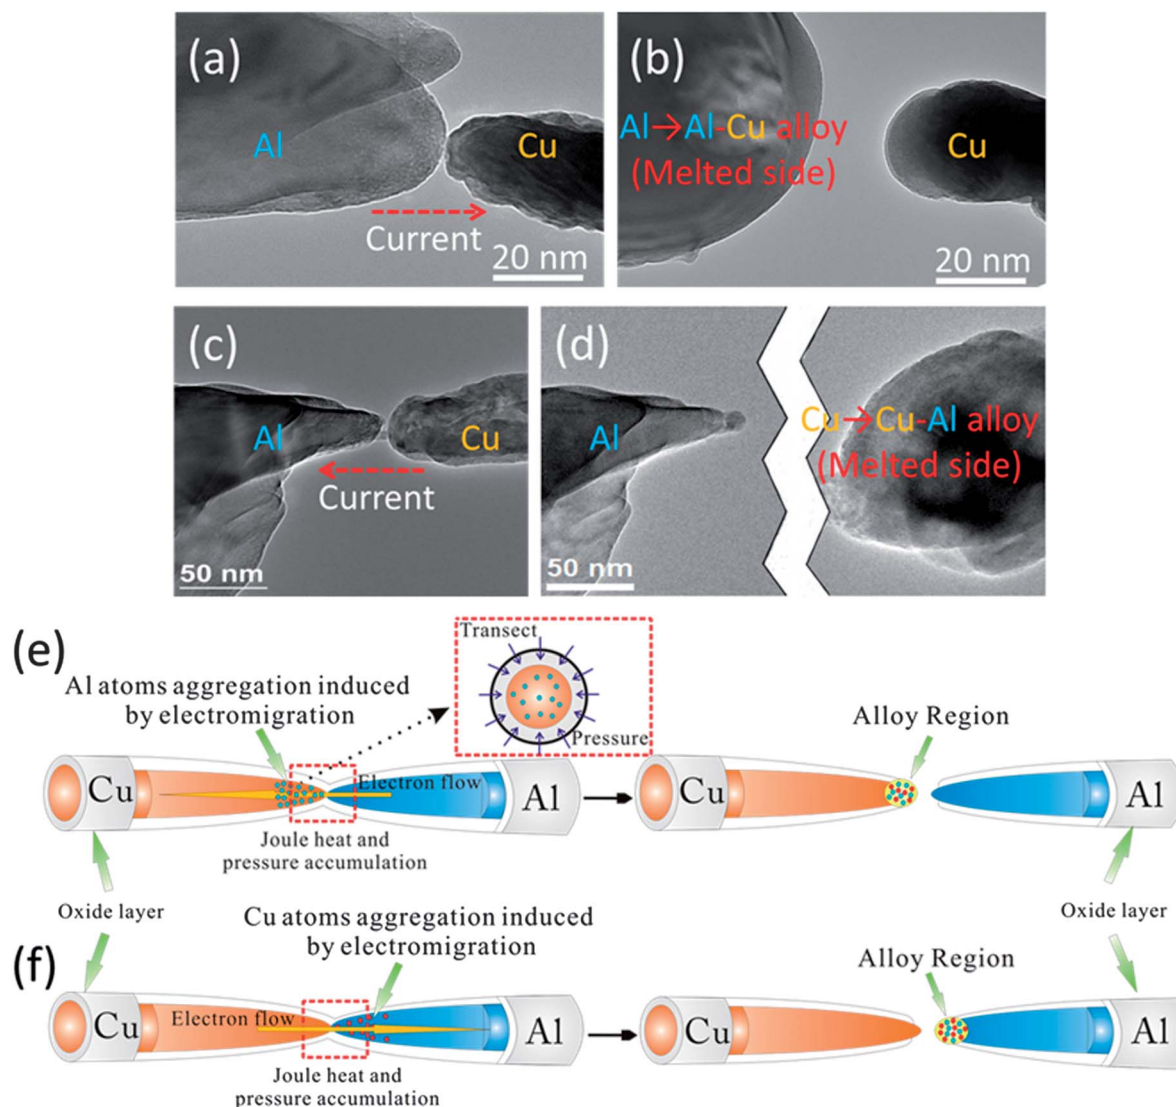 (a)
Al
Cu
Current
20 nm
(b)
Al→Al-Cu alloy
(Melted side)
Cu
20 nm
(c)
Al
Cu
Current
50 nm
(d)
Al
Cu→Cu-Al alloy
(Melted side)
50 nm
(e)
Al atoms aggregation induced
by electromigration
Transect
Pressure
Alloy Region
Cu
Electron flow
Al
Cu
Al
Joule heat and
pressure accumulation
Oxide layer
Oxide layer
(f)
Cu atoms aggregation induced
by electromigration
Alloy Region
Cu
Electron flow
Al
Cu
Al
Joule heat and
pressure accumulation